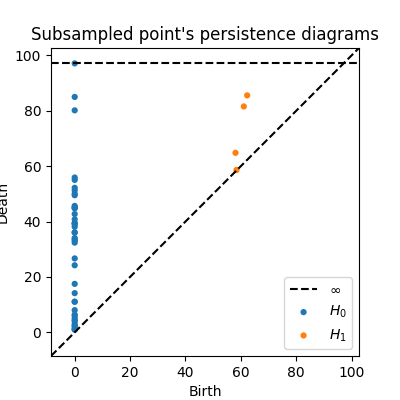 Subsampled point's persistence diagrams
100
80
60
40
20
0
Death
∞
H₀
H₁
0 20 40 60 80 100
Birth